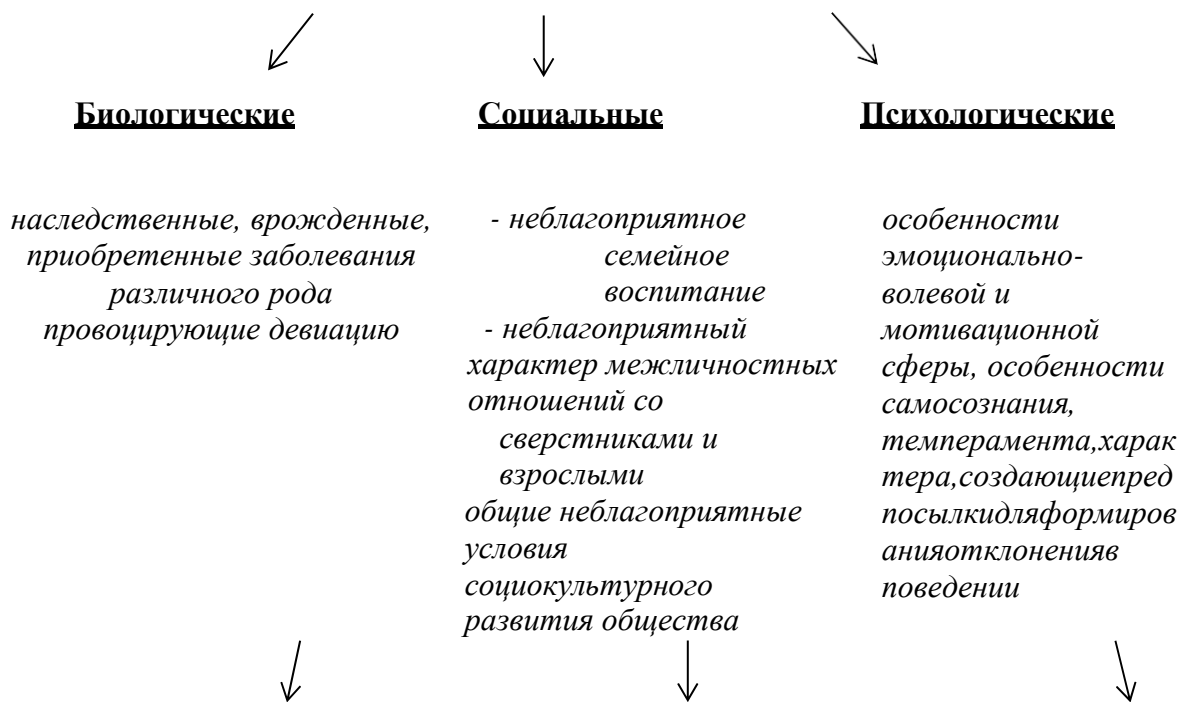 Биологические
Социальные
Психологические
наследственные, врожденные,
приобретенные заболевания
различного рода
провоцирующие девиацию
- неблагоприятное
семейное
воспитание
- неблагоприятный
характер межличностных
отношений со
сверстниками и
взрослыми
общие неблагоприятные
условия
социокультурного
развития общества
особенности
эмоционально-
волевой и
мотивационной
сферы, особенности
самосознания,
темперамента,харак
тера,создающиепред
посылкидляформиров
анияотклоненияв
поведении